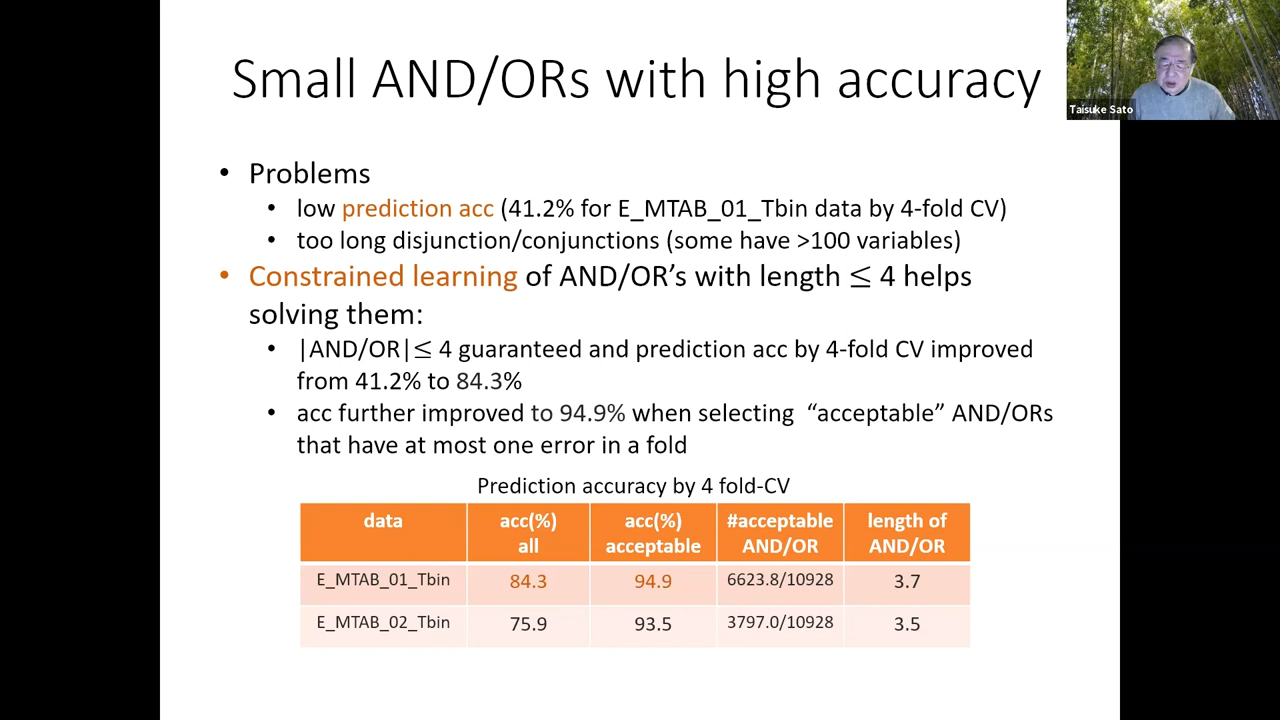 Small AND/ORs with high accuracy
Taisuke Sato
• Problems
• low prediction acc (41.2% for E_MTAB_01_Tbin data by 4-fold CV)
• too long disjunction/conjunctions (some have >100 variables)
• Constrained learning of AND/OR’s with length ≤ 4 helps
solving them:
• |AND/OR|≤ 4 guaranteed and prediction acc by 4-fold CV improved
from 41.2% to 84.3%
• acc further improved to 94.9% when selecting “acceptable” AND/ORs
that have at most one error in a fold
Prediction accuracy by 4 fold-CV
data acc(%) acc(%) #acceptable length of
all acceptable AND/OR AND/OR
E_MTAB_01_Tbin 84.3 94.9 6623.8/10928 3.7
E_MTAB_02_Tbin 75.9 93.5 3797.0/10928 3.5